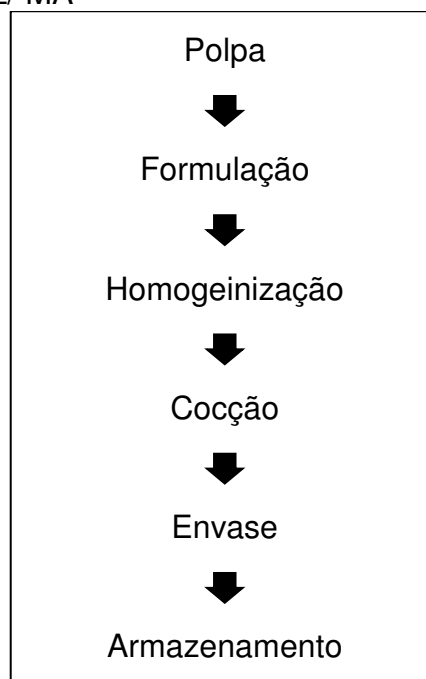 Polpa
Formulação
Homogeinização
Cocção
Envase
Armazenamento